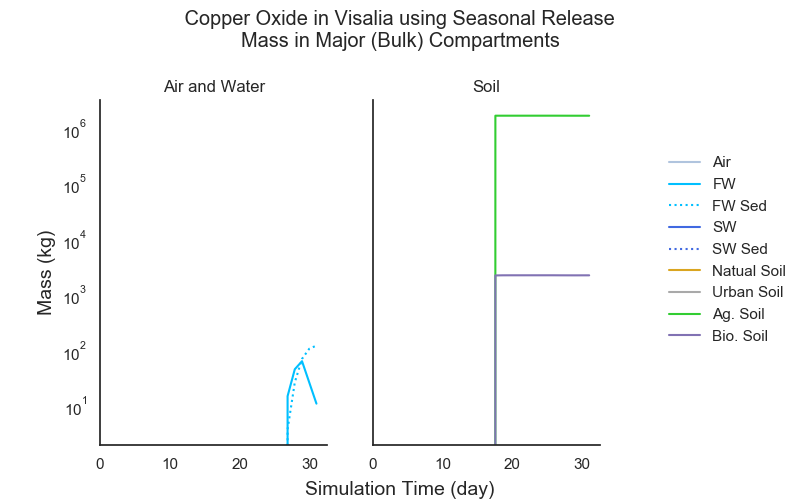 Copper Oxide in Visalia using Seasonal Release
Mass in Major (Bulk) Compartments
Air and Water
Soil
Mass (kg)
10^6
10^5
10^4
10^3
10^2
10^1
0 10 20 30
0 10 20 30
Simulation Time (day)
Air
FW
FW Sed
SW
SW Sed
Natual Soil
Urban Soil
Ag. Soil
Bio. Soil